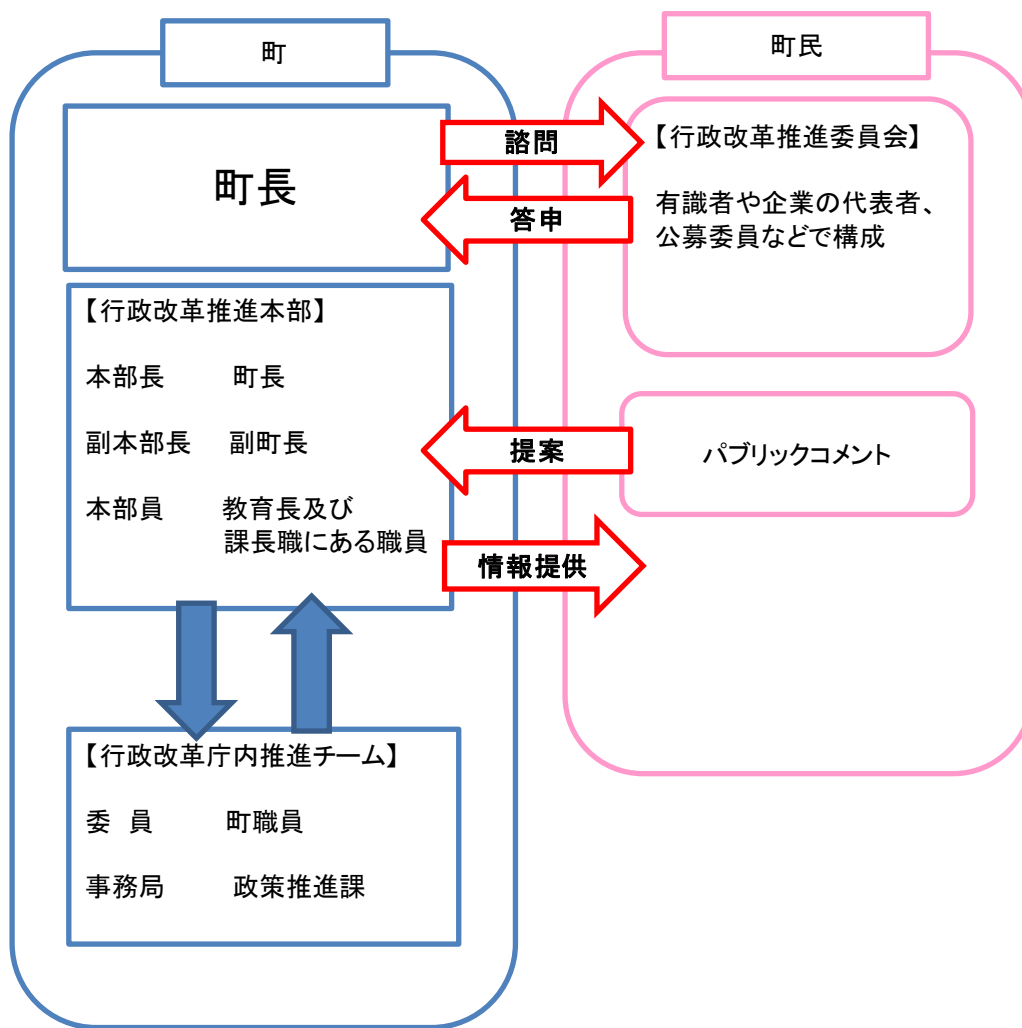 町
町長
【行政改革推進本部】
本部長 町長
副本部長 副町長
本部員 教育長及び
課長職にある職員
【行政改革庁内推進チーム】
委 員 町職員
事務局 政策推進課
諮問
答申
提案
情報提供
町民
【行政改革推進委員会】
有識者や企業の代表者、
公募委員などで構成
パブリックコメント